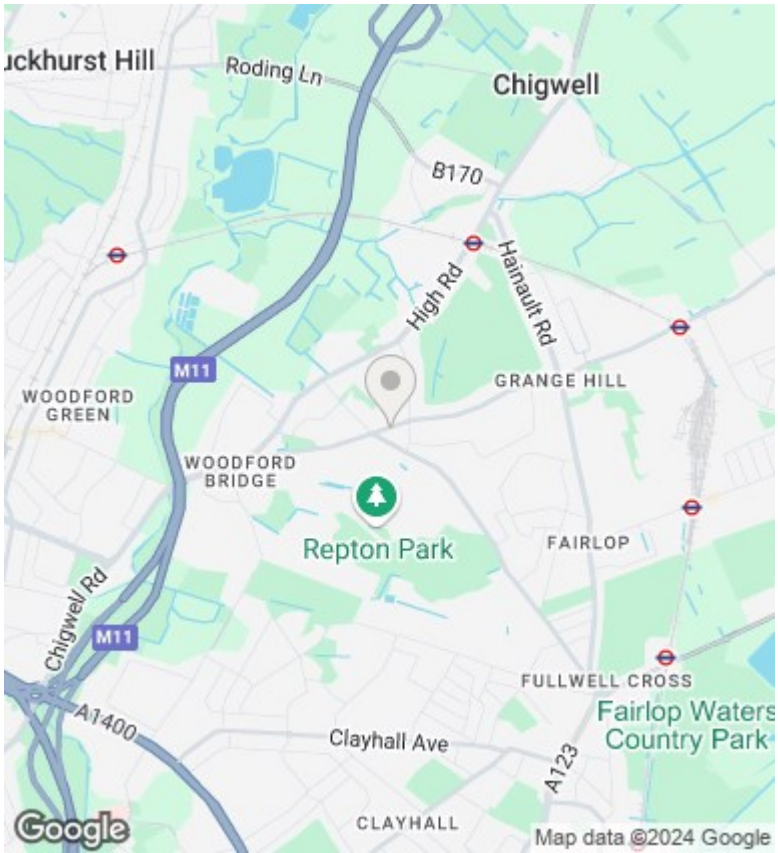 uckhurst Hill
Roding Ln
Chigwell
B170
High Rd
Hainault Rd
M11
WOODFORD
GREEN
GRANGE HILL
WOODFORD
BRIDGE
Repton Park
FAIRLOP
Chigwell Rd
M11
FULLWELL CROSS
A1400
Fairlop Waters
Country Park
Clayhall Ave
A123
CLAYHALL
Google
Map data ©2024 Google